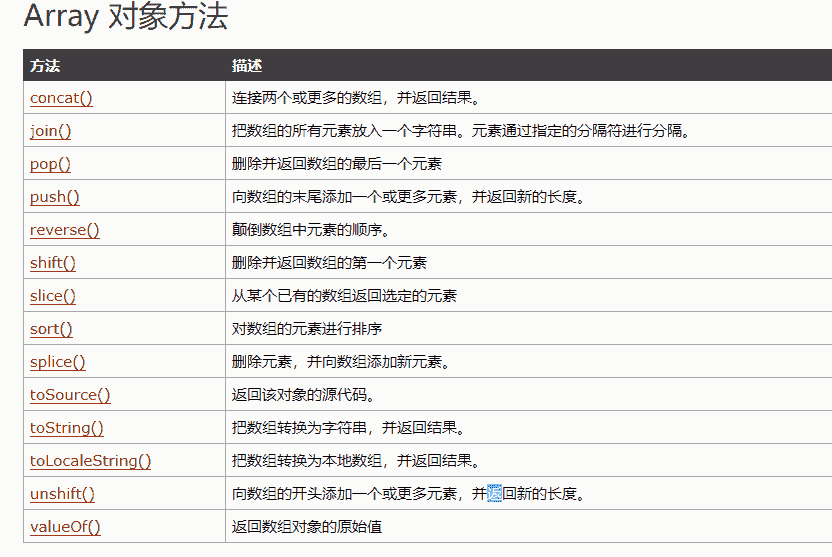 Array 对象方法
方法 描述
concat() 连接两个或更多的数组，并返回结果。
join() 把数组的所有元素放入一个字符串。元素通过指定的分隔符进行分隔。
pop() 删除并返回数组的最后一个元素
push() 向数组的末尾添加一个或更多元素，并返回新的长度。
reverse() 颠倒数组中元素的顺序。
shift() 删除并返回数组的第一个元素
slice() 从某个已有的数组返回选定的元素
sort() 对数组的元素进行排序
splice() 删除元素，并向数组添加新元素。
toSource() 返回该对象的源代码。
toString() 把数组转换为字符串，并返回结果。
toLocaleString() 把数组转换为本地数组，并返回结果。
unshift() 向数组的开头添加一个或更多元素，并返回新的长度。
valueOf() 返回数组对象的原始值